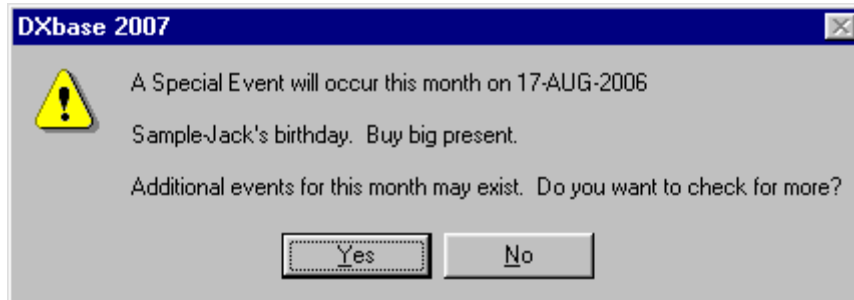 DXbase 2007
A Special Event will occur this month on 17-AUG-2006
Sample-Jack's birthday.  Buy big present.
Additional events for this month may exist.  Do you want to check for more?
Yes
No